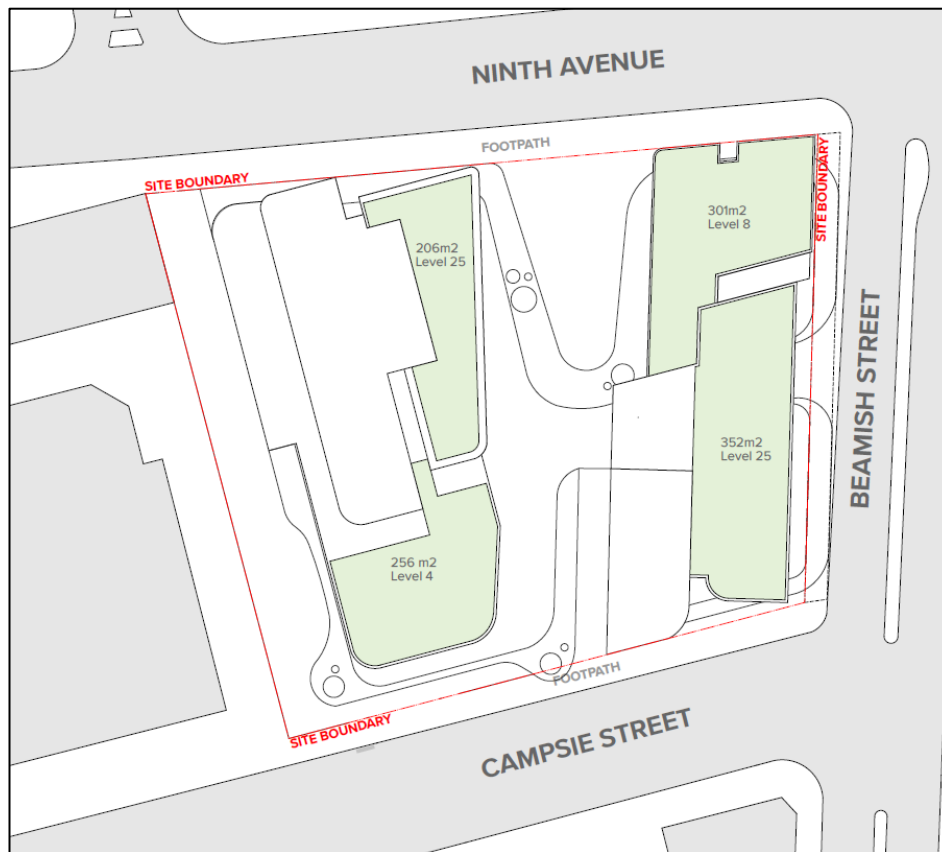 NINTH AVENUE
FOOTPATH
SITE BOUNDARY
SITE BOUNDARY
301m2
Level 8
206m2
Level 25
BEAMISH STREET
352m2
Level 25
256 m2
Level 4
FOOTPATH
SITE BOUNDARY
CAMPSIE STREET